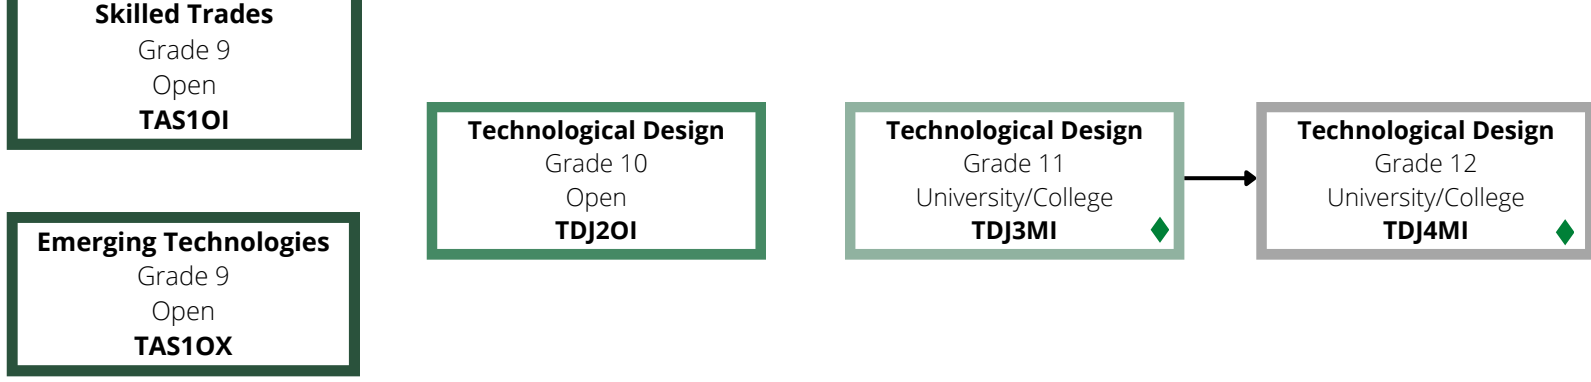 Skilled Trades
Grade 9
Open
TAS1OI
Emerging Technologies
Grade 9
Open
TAS1OX
Technological Design
Grade 10
Open
TDJ2OI
Technological Design
Grade 11
University/College
TDJ3MI
Technological Design
Grade 12
University/College
TDJ4MI